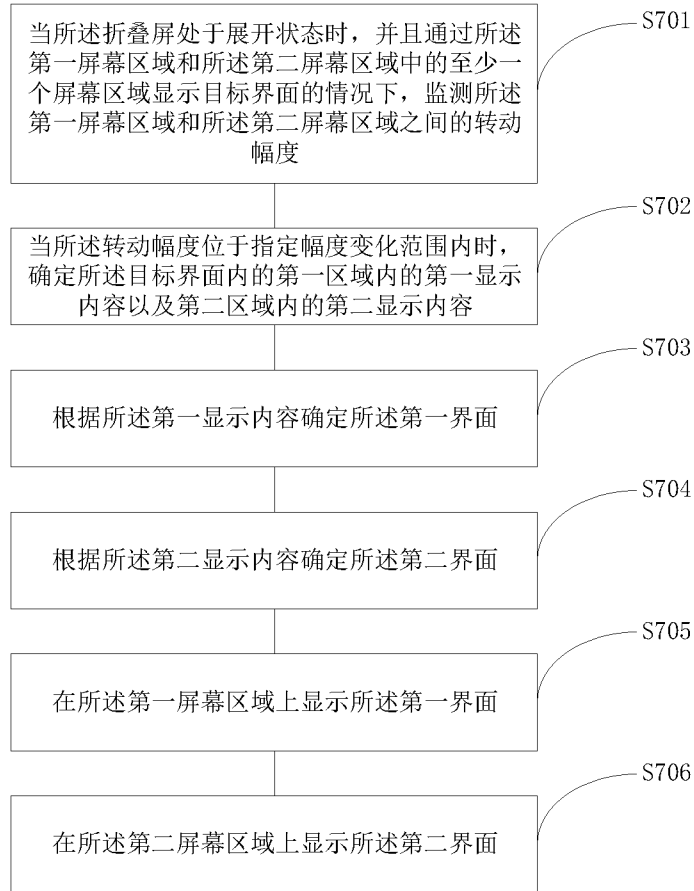 当所述折叠屏处于展开状态时，并且通过所述
第一屏幕区域和所述第二屏幕区域中的至少一
个屏幕区域显示目标界面的情况下，监测所述
第一屏幕区域和所述第二屏幕区域之间的转动
幅度
S701
当所述转动幅度位于指定幅度变化范围内时，
确定所述目标界面内的第一区域内的第一显示
内容以及第二区域内的第二显示内容
S702
根据所述第一显示内容确定所述第一界面
S703
根据所述第二显示内容确定所述第二界面
S704
在所述第一屏幕区域上显示所述第一界面
S705
在所述第二屏幕区域上显示所述第二界面
S706